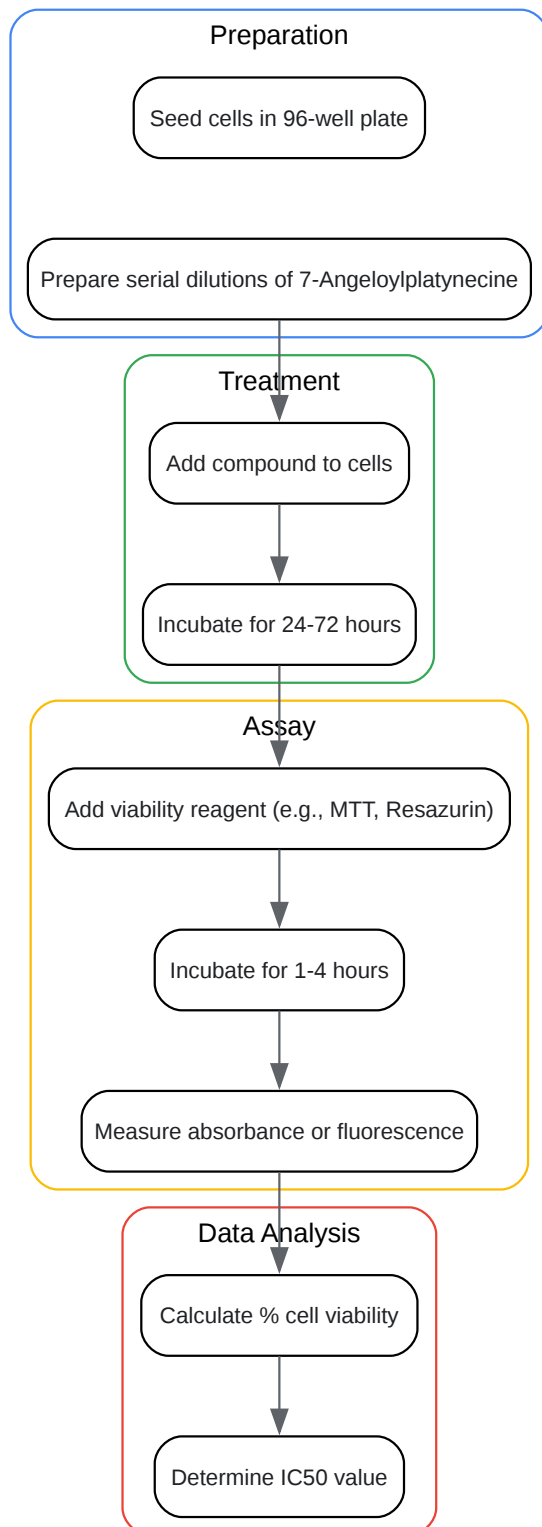 Preparation
Seed cells in 96-well plate
Prepare serial dilutions of 7-Angeloylplatynecine
Treatment
Add compound to cells
Incubate for 24-72 hours
Assay
Add viability reagent (e.g., MTT, Resazurin)
Incubate for 1-4 hours
Measure absorbance or fluorescence
Data Analysis
Calculate % cell viability
Determine IC50 value